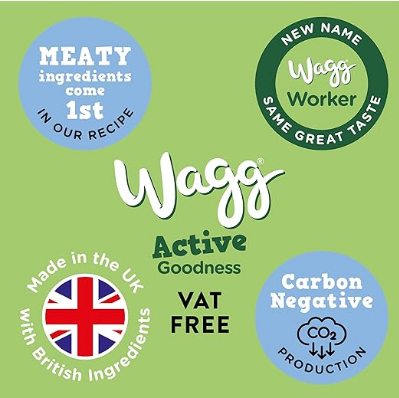 MEATY
ingredients
come
1st
IN OUR RECIPE
NEW NAME
Wagg
Worker
SAME GREAT TASTE
Wagg®
Active
Goodness
VAT
FREE
Made in the UK
with British Ingredients
Carbon
Negative
CO2
PRODUCTION